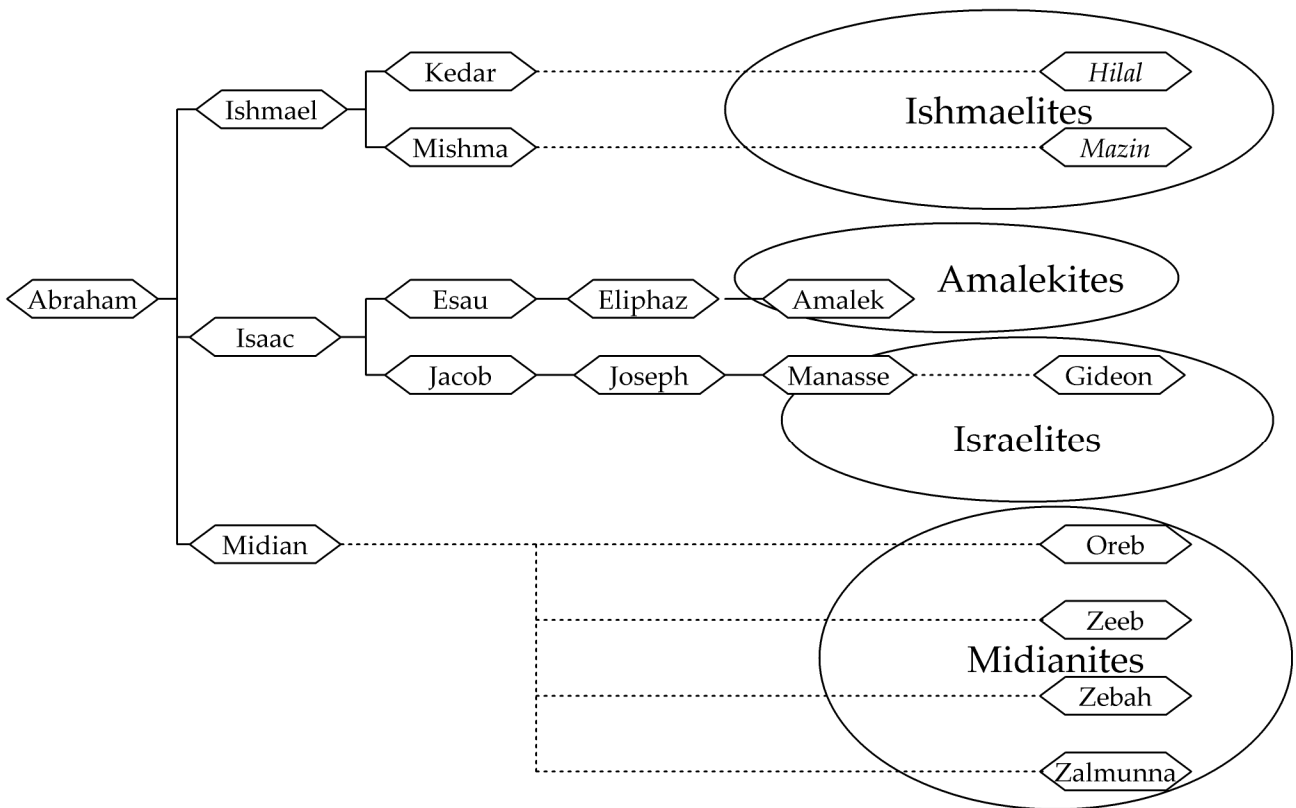 Kedar
Hilal
Ishmael
Ishmaelites
Mishma
Mazin
Amalekites
Abraham
Esau
Eliphaz
Amalek
Isaac
Jacob
Joseph
Manasse
Gideon
Israelites
Midian
Oreb
Zeeb
Midianites
Zebah
Zalmunna